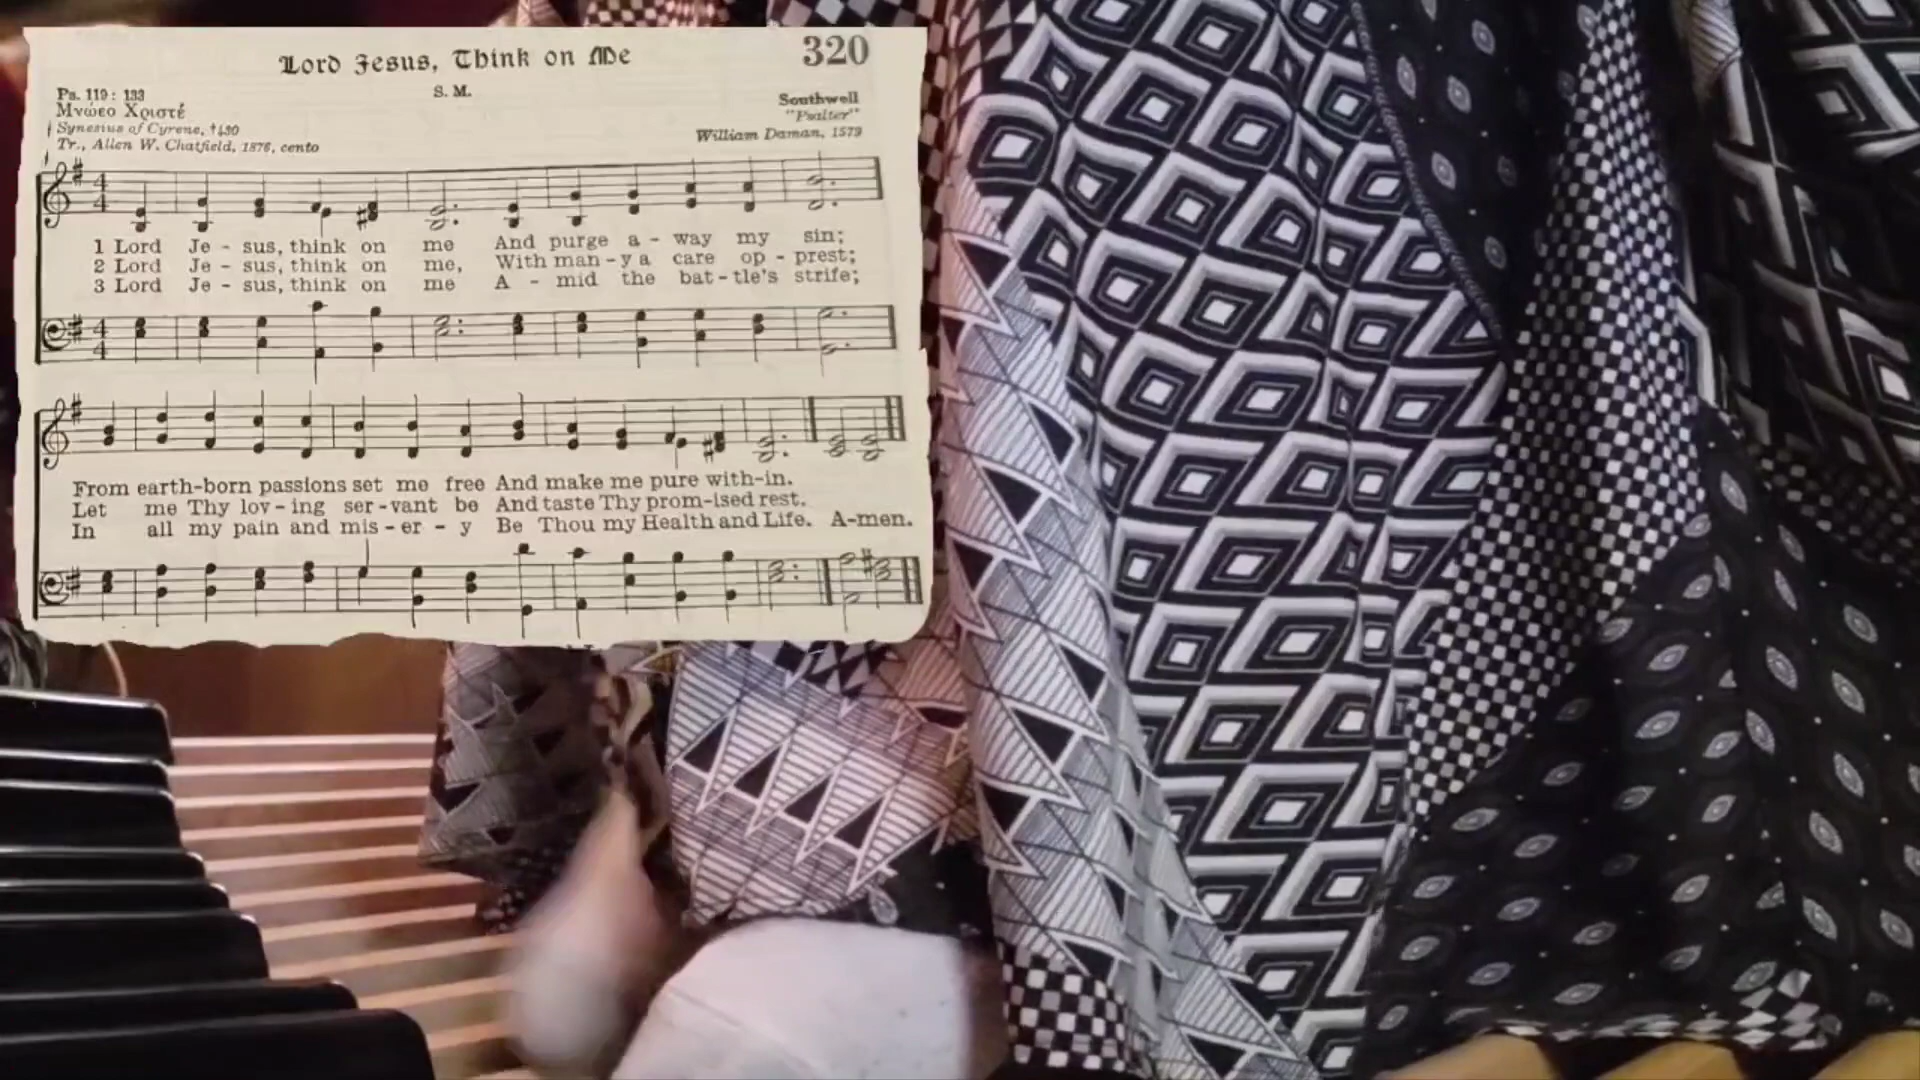 Lord Jesus, Think on Me
320
Ps. 119: 133
S. M.
Μνώεο Χριστέ
Southwell
Synesius of Cyrene, †430
"Psalter"
Tr., Allen W. Chatfield, 1876, cento
William Daman, 1579
1 Lord Je - sus, think on me And purge a - way my sin;
2 Lord Je - sus, think on me, With man - y a care op - prest;
3 Lord Je - sus, think on me A - mid the bat - tle's strife;
From earth-born passions set me free And make me pure with-in.
Let me Thy lov - ing ser - vant be And taste Thy prom-ised rest.
In all my pain and mis - er - y Be Thou my Health and Life. A-men.